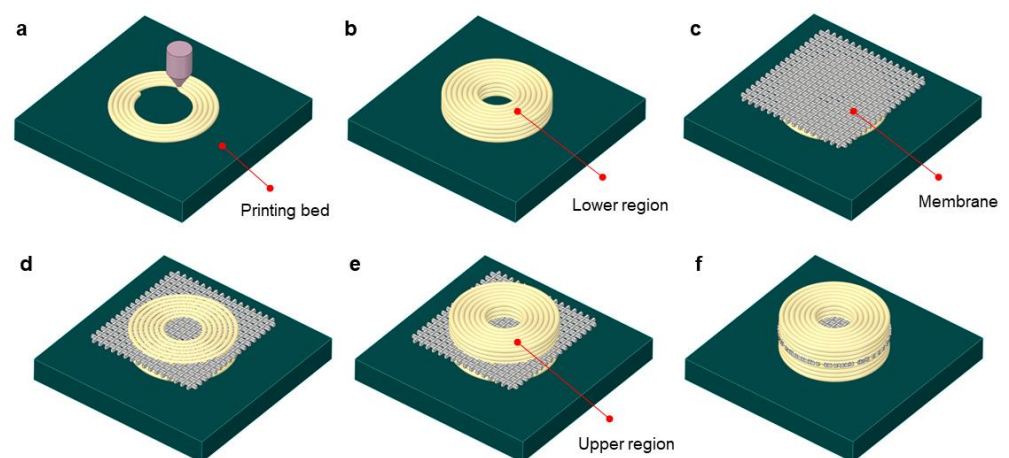 a
b
c
Printing bed
Lower region
Membrane
d
e
f
Upper region